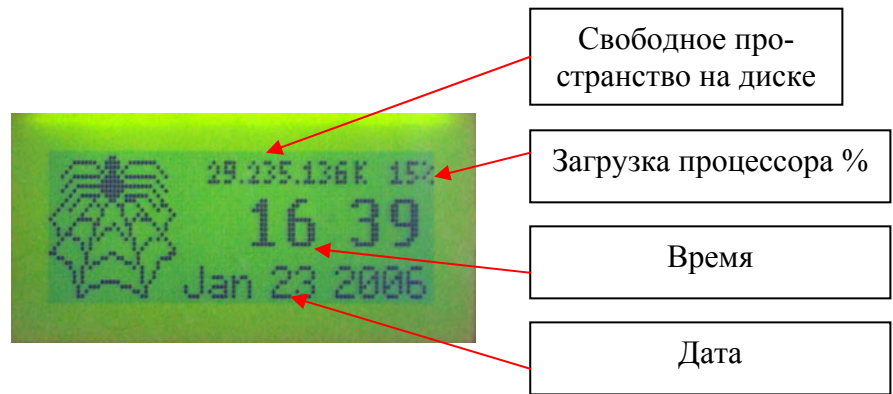 Свободное про-
странство на диске
29.235.136K 15%
Загрузка процессора %
16 39
Время
Jan 23 2006
Дата